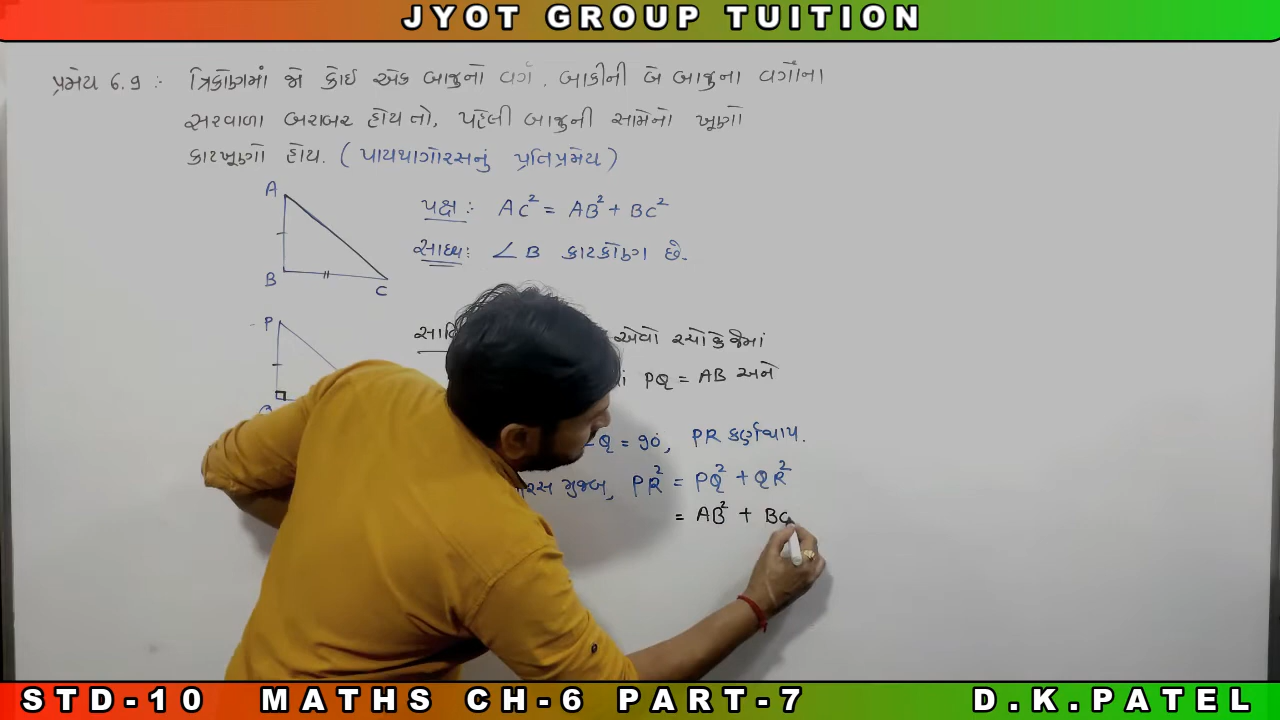 JYOT GROUP TUITION
પ્રમેય 6.9 : ત્રિકોણમાં જો કોઈ એક બાજુનો વર્ગ, બાકીની બે બાજુના વર્ગોના
સરવાળા બરાબર હોય તો, પહેલી બાજુની સામેનો ખૂણો
કાટખૂણો હોય. (પાયથાગોરસનું પ્રતિપ્રમેય)
A
B
C
પક્ષ : AC² = AB² + BC²
સાધ્ય : ∠B કાટકોણ છે.
P
એવો રચો કે જેમાં
PQ = AB અને
∠Q = 90, PR કર્ણ થાય.
મુજબ, PR² = PQ² + QR²
= AB² + BC
STD-10 MATHS CH-6 PART-7 D.K.PATEL